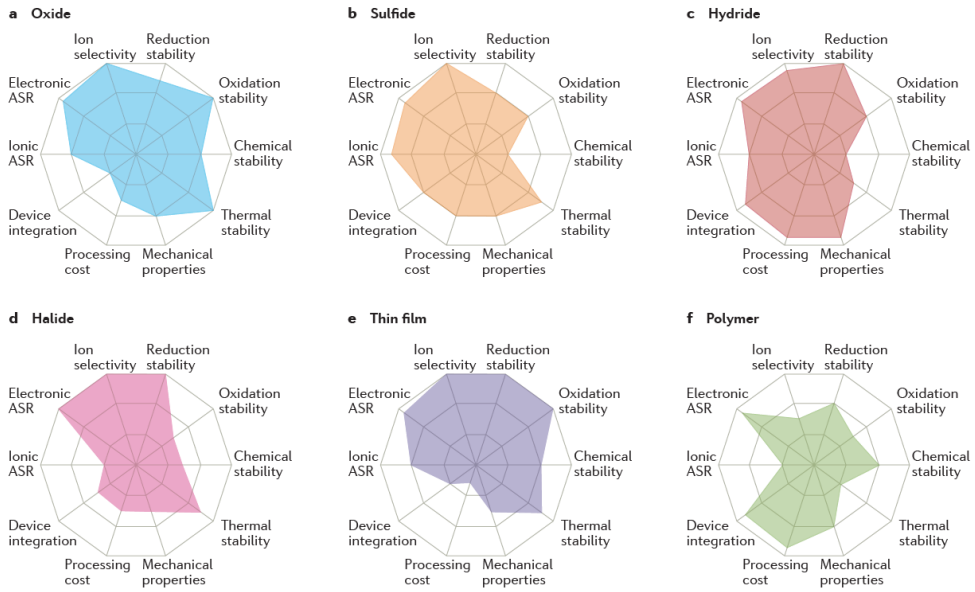 a Oxide
Ion
selectivity
Reduction
stability
Electronic
ASR
Oxidation
stability
Ionic
ASR
Chemical
stability
Device
integration
Thermal
stability
Processing
cost
Mechanical
properties
b Sulfide
Ion
selectivity
Reduction
stability
Electronic
ASR
Oxidation
stability
Ionic
ASR
Chemical
stability
Device
integration
Thermal
stability
Processing
cost
Mechanical
properties
c Hydride
Ion
selectivity
Reduction
stability
Electronic
ASR
Oxidation
stability
Ionic
ASR
Chemical
stability
Device
integration
Thermal
stability
Processing
cost
Mechanical
properties
d Halide
Ion
selectivity
Reduction
stability
Electronic
ASR
Oxidation
stability
Ionic
ASR
Chemical
stability
Device
integration
Thermal
stability
Processing
cost
Mechanical
properties
e Thin film
Ion
selectivity
Reduction
stability
Electronic
ASR
Oxidation
stability
Ionic
ASR
Chemical
stability
Device
integration
Thermal
stability
Processing
cost
Mechanical
properties
f Polymer
Ion
selectivity
Reduction
stability
Electronic
ASR
Oxidation
stability
Ionic
ASR
Chemical
stability
Device
integration
Thermal
stability
Processing
cost
Mechanical
properties